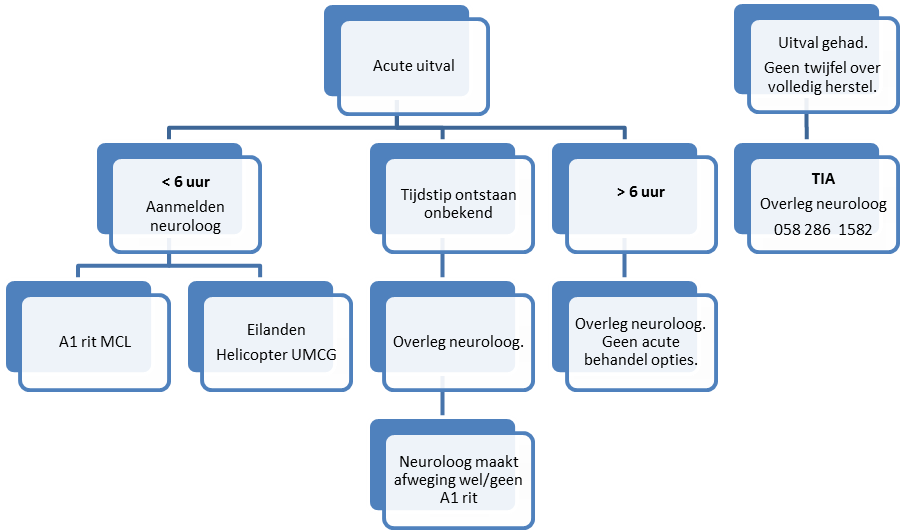 Acute uitval
Uitval gehad.
Geen twijfel over
volledig herstel.
< 6 uur
Aanmelden
neuroloog
Tijdstip ontstaan
onbekend
> 6 uur
TIA
Overleg neuroloog
058 286 1582
A1 rit MCL
Eilanden
Helicopter UMCG
Overleg neuroloog.
Overleg neuroloog.
Geen acute
behandel opties.
Neuroloog maakt
afweging wel/geen
A1 rit